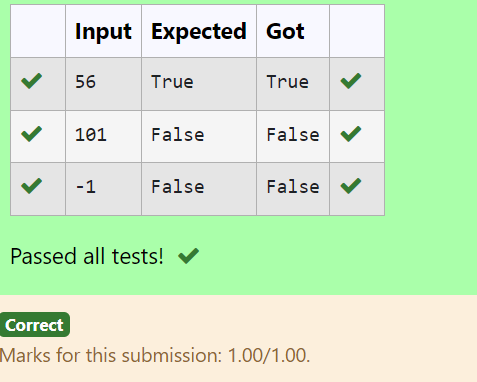 Input Expected Got
56 True True
101 False False
-1 False False
Passed all tests!
Correct
Marks for this submission: 1.00/1.00.